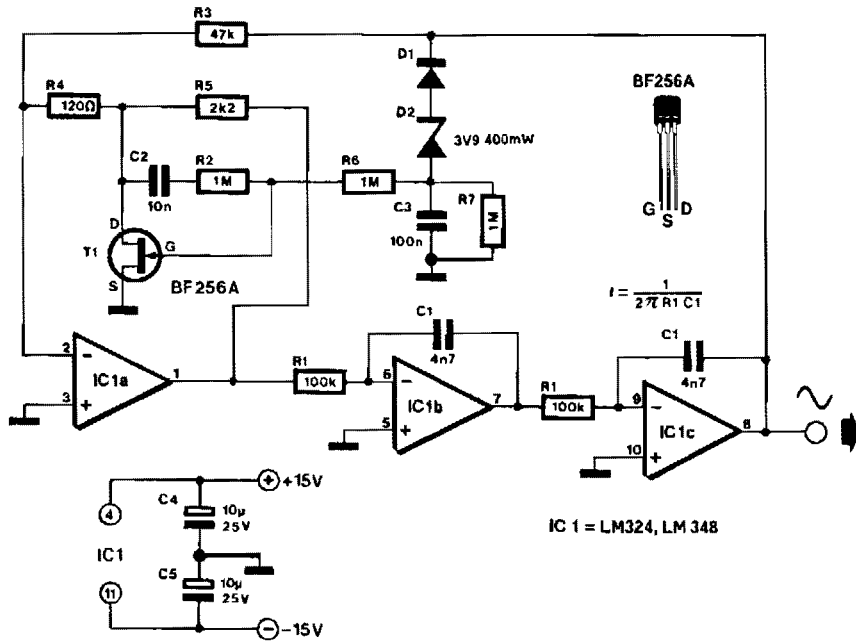 R3
47k
R4
120Ω
R5
2k2
D1
D2
3V9 400mW
BF256A
G S D
C2
10n
R2
1M
R6
1M
C3
100n
R7
1M
D
T1
G
S
BF256A
f = 1
2π R1 C1
2
3
−
+
IC1a
1
R1
100k
C1
4n7
6
5
−
+
IC1b
7
R1
100k
C1
4n7
9
10
−
+
IC1c
8
4
11
IC1
C4
10µ
25V
C5
10µ
25V
+
+15V
−
−15V
IC 1 = LM324, LM 348